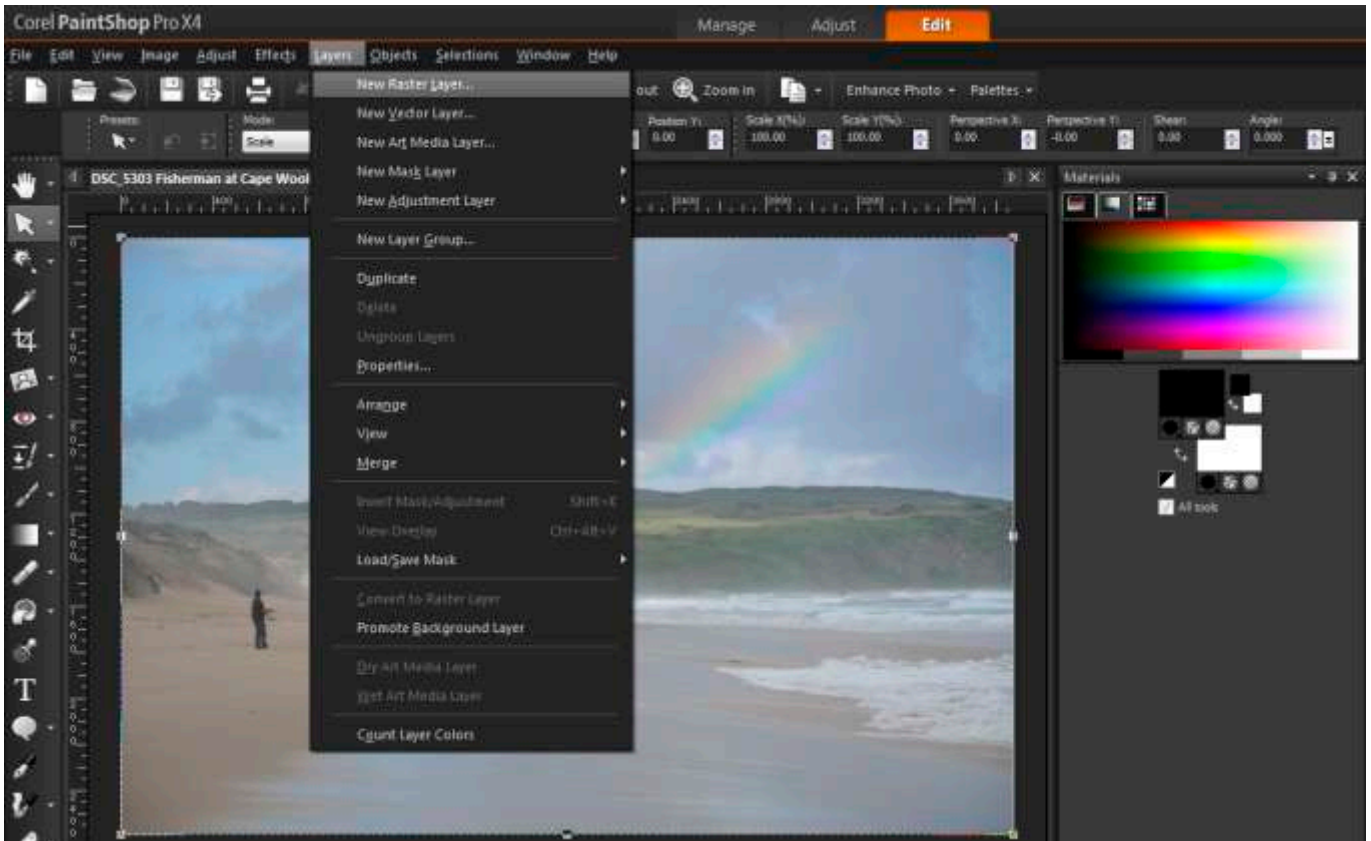 Corel PaintShop Pro X4
Manage Adjust Edit
File Edit View Image Adjust Effects Layers Objects Selections Window Help
out Zoom In Enhance Photo Palettes
Presets: Mode: Position Y: Scale X(%): Scale Y(%): Perspective X: Perspective Y: Shear: Angle:
Scale 0.00 100.00 100.00 0.00 -0.00 0.00 0.000
DSC_5303 Fisherman at Cape Wool
Materials
New Raster Layer...
New Vector Layer...
New Art Media Layer...
New Mask Layer
New Adjustment Layer
New Layer Group...
Duplicate
Delete
Ungroup Layers
Properties...
Arrange
View
Merge
Invert Mask/Adjustment Shift+K
View Overlay Ctrl+Alt+V
Load/Save Mask
Convert to Raster Layer
Promote Background Layer
Dry Art Media Layer
Wet Art Media Layer
Count Layer Colors
All tools